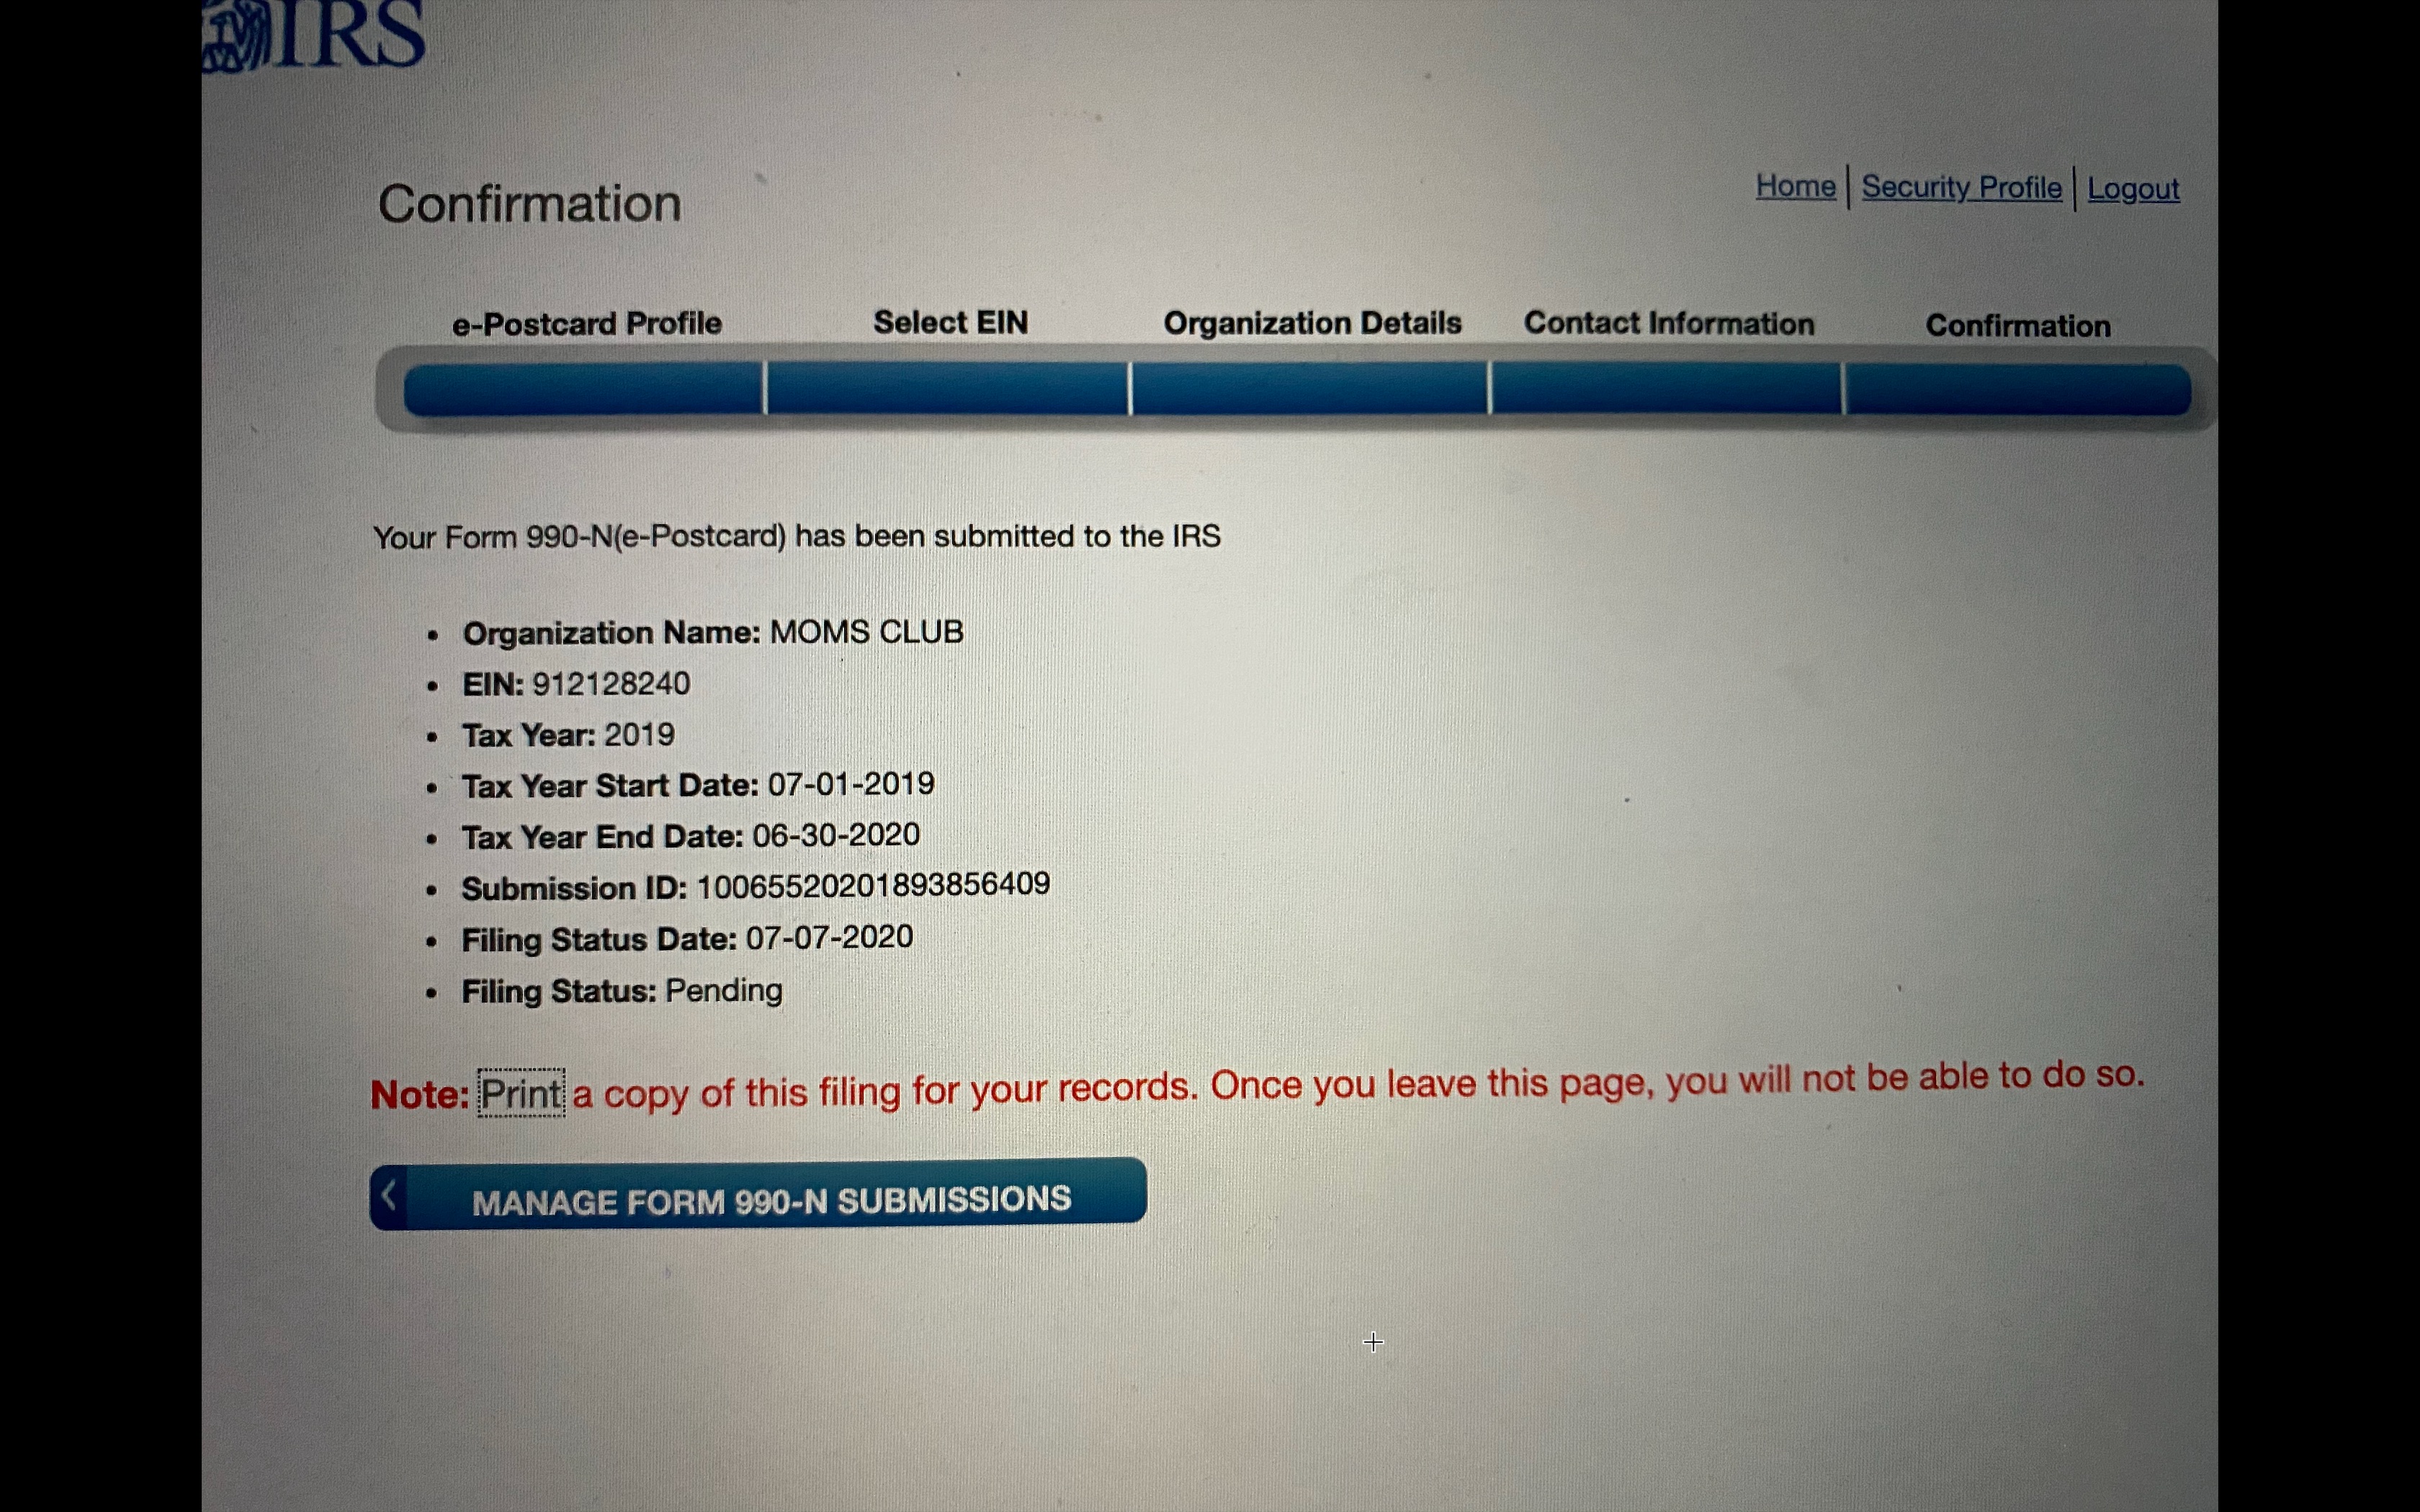 IRS
Confirmation
Home | Security Profile | Logout
e-Postcard Profile Select EIN Organization Details Contact Information Confirmation
Your Form 990-N(e-Postcard) has been submitted to the IRS
• Organization Name: MOMS CLUB
• EIN: 912128240
• Tax Year: 2019
• Tax Year Start Date: 07-01-2019
• Tax Year End Date: 06-30-2020
• Submission ID: 10065520201893856409
• Filing Status Date: 07-07-2020
• Filing Status: Pending
Note: Print a copy of this filing for your records. Once you leave this page, you will not be able to do so.
MANAGE FORM 990-N SUBMISSIONS